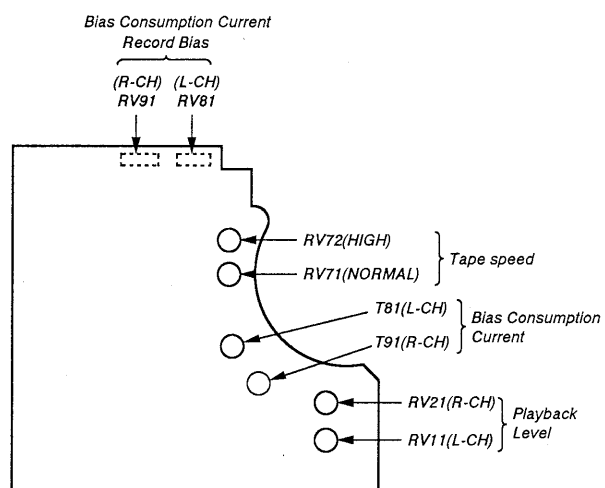 Bias Consumption Current
Record Bias
(R-CH) (L-CH)
RV91 RV81
RV72(HIGH)
RV71(NORMAL)
Tape speed
T81(L-CH)
T91(R-CH)
Bias Consumption
Current
RV21(R-CH)
RV11(L-CH)
Playback
Level